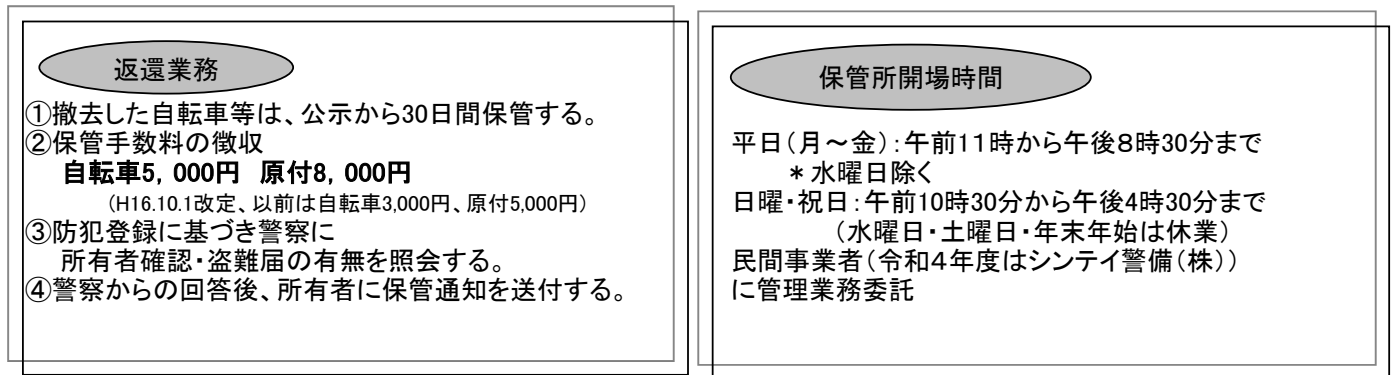 返還業務
①撤去した自転車等は、公示から30日間保管する。
②保管手数料の徴収
自転車5，000円　原付8，000円
（H16.10.1改定、以前は自転車3,000円、原付5,000円）
③防犯登録に基づき警察に
所有者確認・盗難届の有無を照会する。
④警察からの回答後、所有者に保管通知を送付する。
保管所開場時間
平日（月～金）：午前１１時から午後８時30分まで
＊水曜日除く
日曜・祝日：午前10時30分から午後４時30分まで
（水曜日・土曜日・年末年始は休業）
民間事業者（令和４年度はシンテイ警備（株））
に管理業務委託